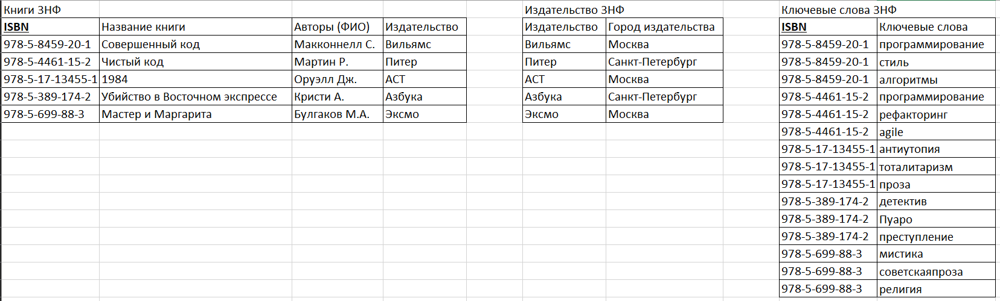 Книги 3НФ Издательство 3НФ Ключевые слова 3НФ
ISBN Название книги Авторы (ФИО) Издательство Издательство Город издательства ISBN Ключевые слова
978-5-8459-20-1 Совершенный код Макконнелл С. Вильямс Вильямс Москва 978-5-8459-20-1 программирование
978-5-4461-15-2 Чистый код Мартин Р. Питер Питер Санкт-Петербург 978-5-8459-20-1 стиль
978-5-17-13455-1 1984 Оруэлл Дж. АСТ АСТ Москва 978-5-8459-20-1 алгоритмы
978-5-389-174-2 Убийство в Восточном экспрессе Кристи А. Азбука Азбука Санкт-Петербург 978-5-4461-15-2 программирование
978-5-699-88-3 Мастер и Маргарита Булгаков М.А. Эксмо Эксмо Москва 978-5-4461-15-2 рефакторинг
978-5-4461-15-2 agile
978-5-17-13455-1 антиутопия
978-5-17-13455-1 тоталитаризм
978-5-17-13455-1 проза
978-5-389-174-2 детектив
978-5-389-174-2 Пуаро
978-5-389-174-2 преступление
978-5-699-88-3 мистика
978-5-699-88-3 советскаяпроза
978-5-699-88-3 религия